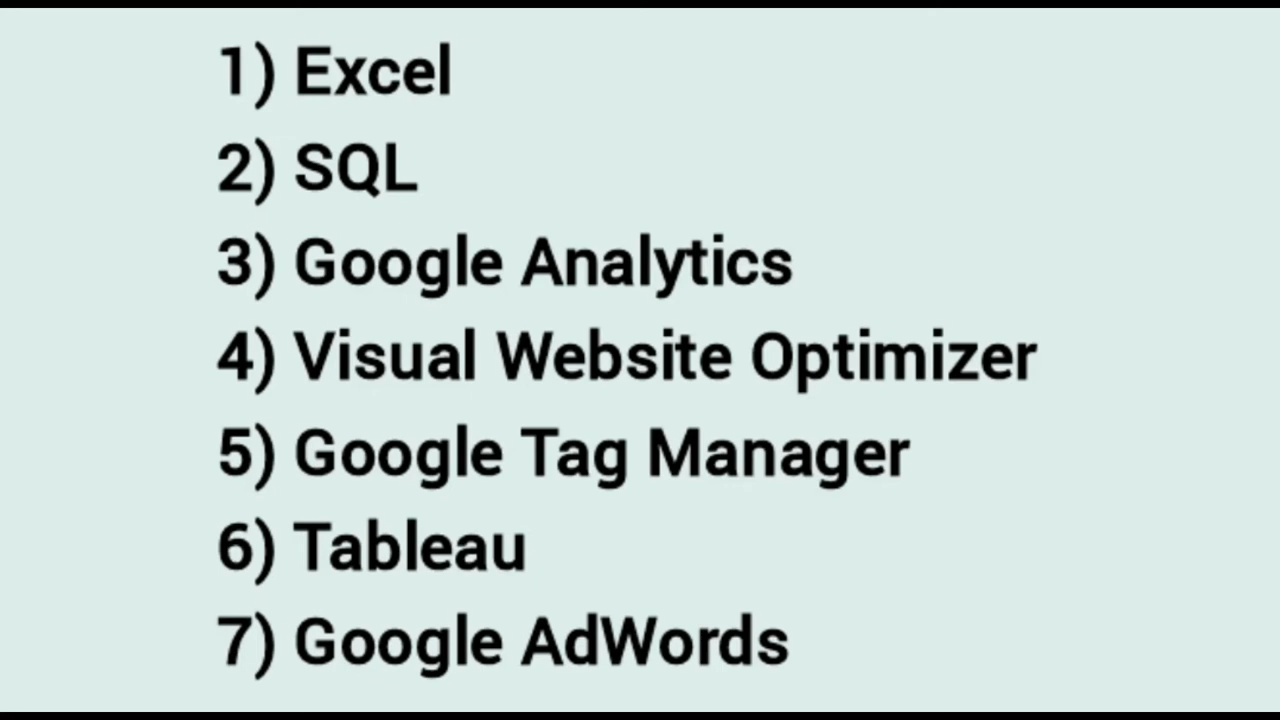 1) Excel
2) SQL
3) Google Analytics
4) Visual Website Optimizer
5) Google Tag Manager
6) Tableau
7) Google AdWords